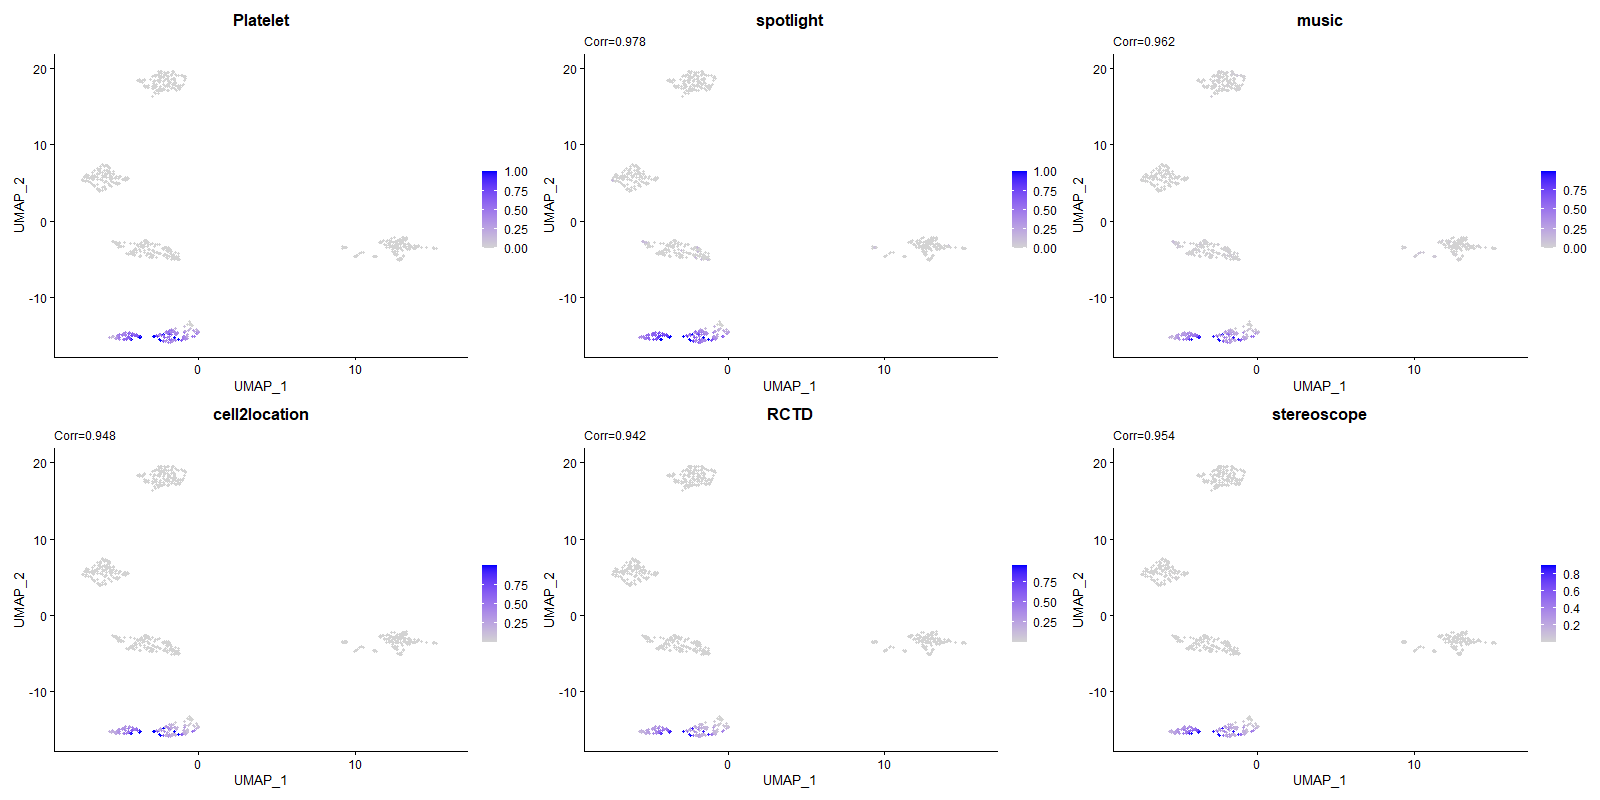 Platelet
UMAP_2
20
10
0
-10
0
10
UMAP_1
1.00
0.75
0.50
0.25
0.00
spotlight
Corr=0.978
UMAP_2
20
10
0
-10
0
10
UMAP_1
1.00
0.75
0.50
0.25
0.00
music
Corr=0.962
UMAP_2
20
10
0
-10
0
10
UMAP_1
0.75
0.50
0.25
0.00
cell2location
Corr=0.948
UMAP_2
20
10
0
-10
0
10
UMAP_1
0.75
0.50
0.25
RCTD
Corr=0.942
UMAP_2
20
10
0
-10
0
10
UMAP_1
0.75
0.50
0.25
stereoscope
Corr=0.954
UMAP_2
20
10
0
-10
0
10
UMAP_1
0.8
0.6
0.4
0.2